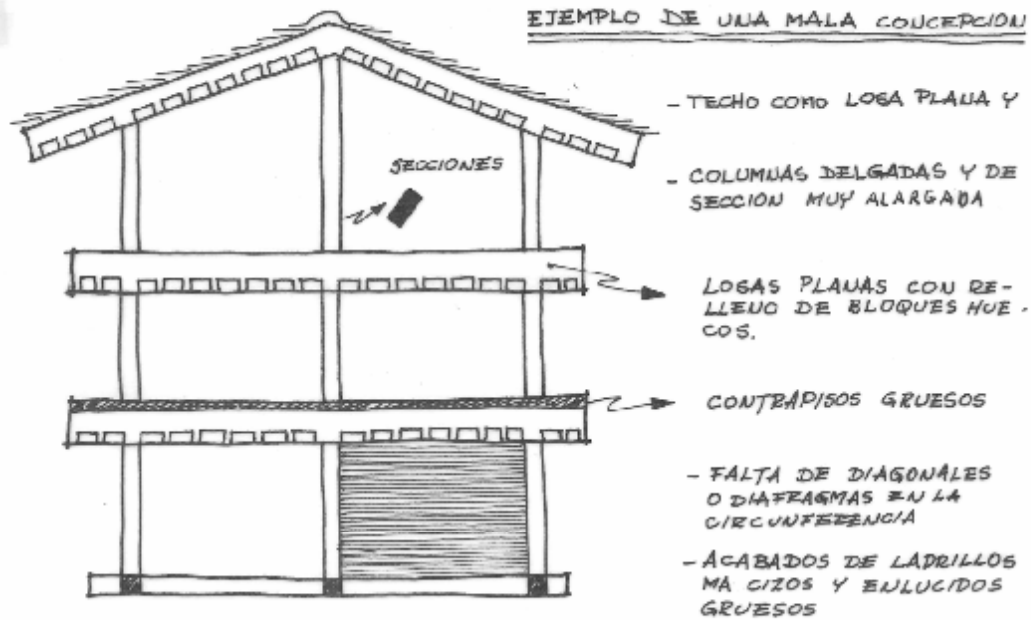 EJEMPLO DE UNA MALA CONCEPCION
- TECHO COMO LOSA PLANA Y
SECCIONES
- COLUMNAS DELGADAS Y DE
SECCION MUY ALARGADA
LOSAS PLANAS CON RE-
LLENO DE BLOQUES HUE-
COS.
CONTRAPISOS GRUESOS
- FALTA DE DIAGONALES
O DIAFRAGMAS EN LA
CIRCUNFERENCIA
- ACABADOS DE LADRILLOS
MA CIZOS Y ENLUCIDOS
GRUESOS